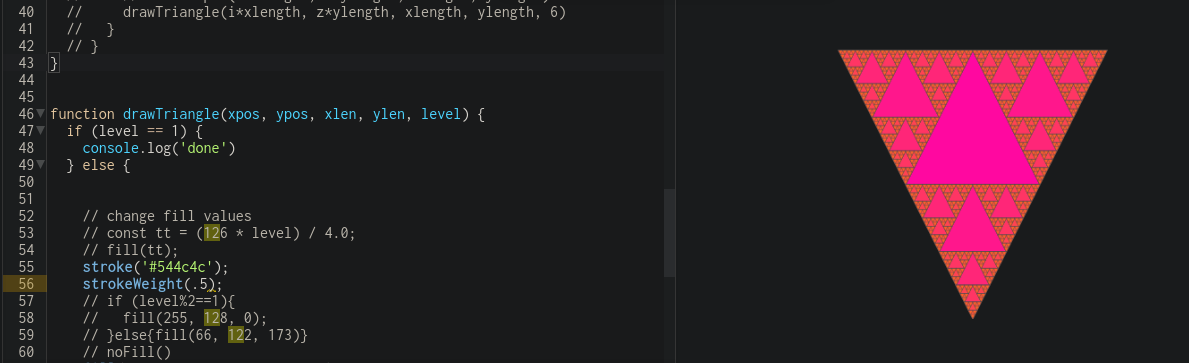 40 //     drawTriangle(i*xlength, z*ylength, xlength, ylength, 6)
41 //   }
42 // }
43 }
44
45
46 function drawTriangle(xpos, ypos, xlen, ylen, level) {
47 if (level == 1) {
48 console.log('done')
49 } else {
50
51
52 // change fill values
53 // const tt = (126 * level) / 4.0;
54 // fill(tt);
55 stroke('#544c4c');
56 strokeWeight(.5);
57 // if (level%2==1){
58 //   fill(255, 128, 0);
59 // }else{fill(66, 122, 173)}
60 // noFill()